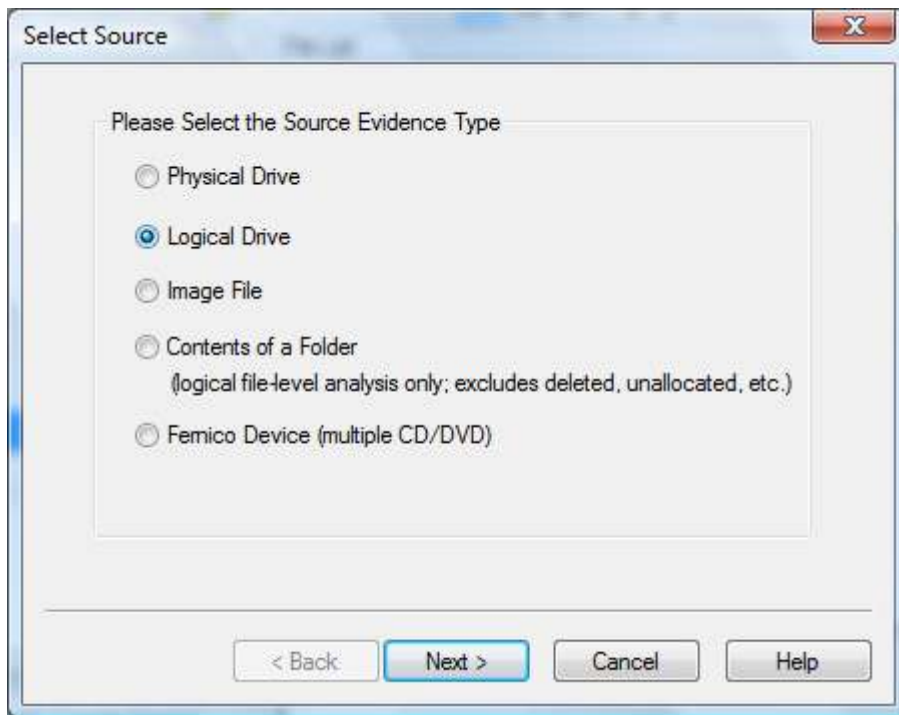 Select Source
Please Select the Source Evidence Type
Physical Drive
Logical Drive
Image File
Contents of a Folder
(logical file-level analysis only; excludes deleted, unallocated, etc.)
Fernico Device (multiple CD/DVD)
< Back
Next >
Cancel
Help